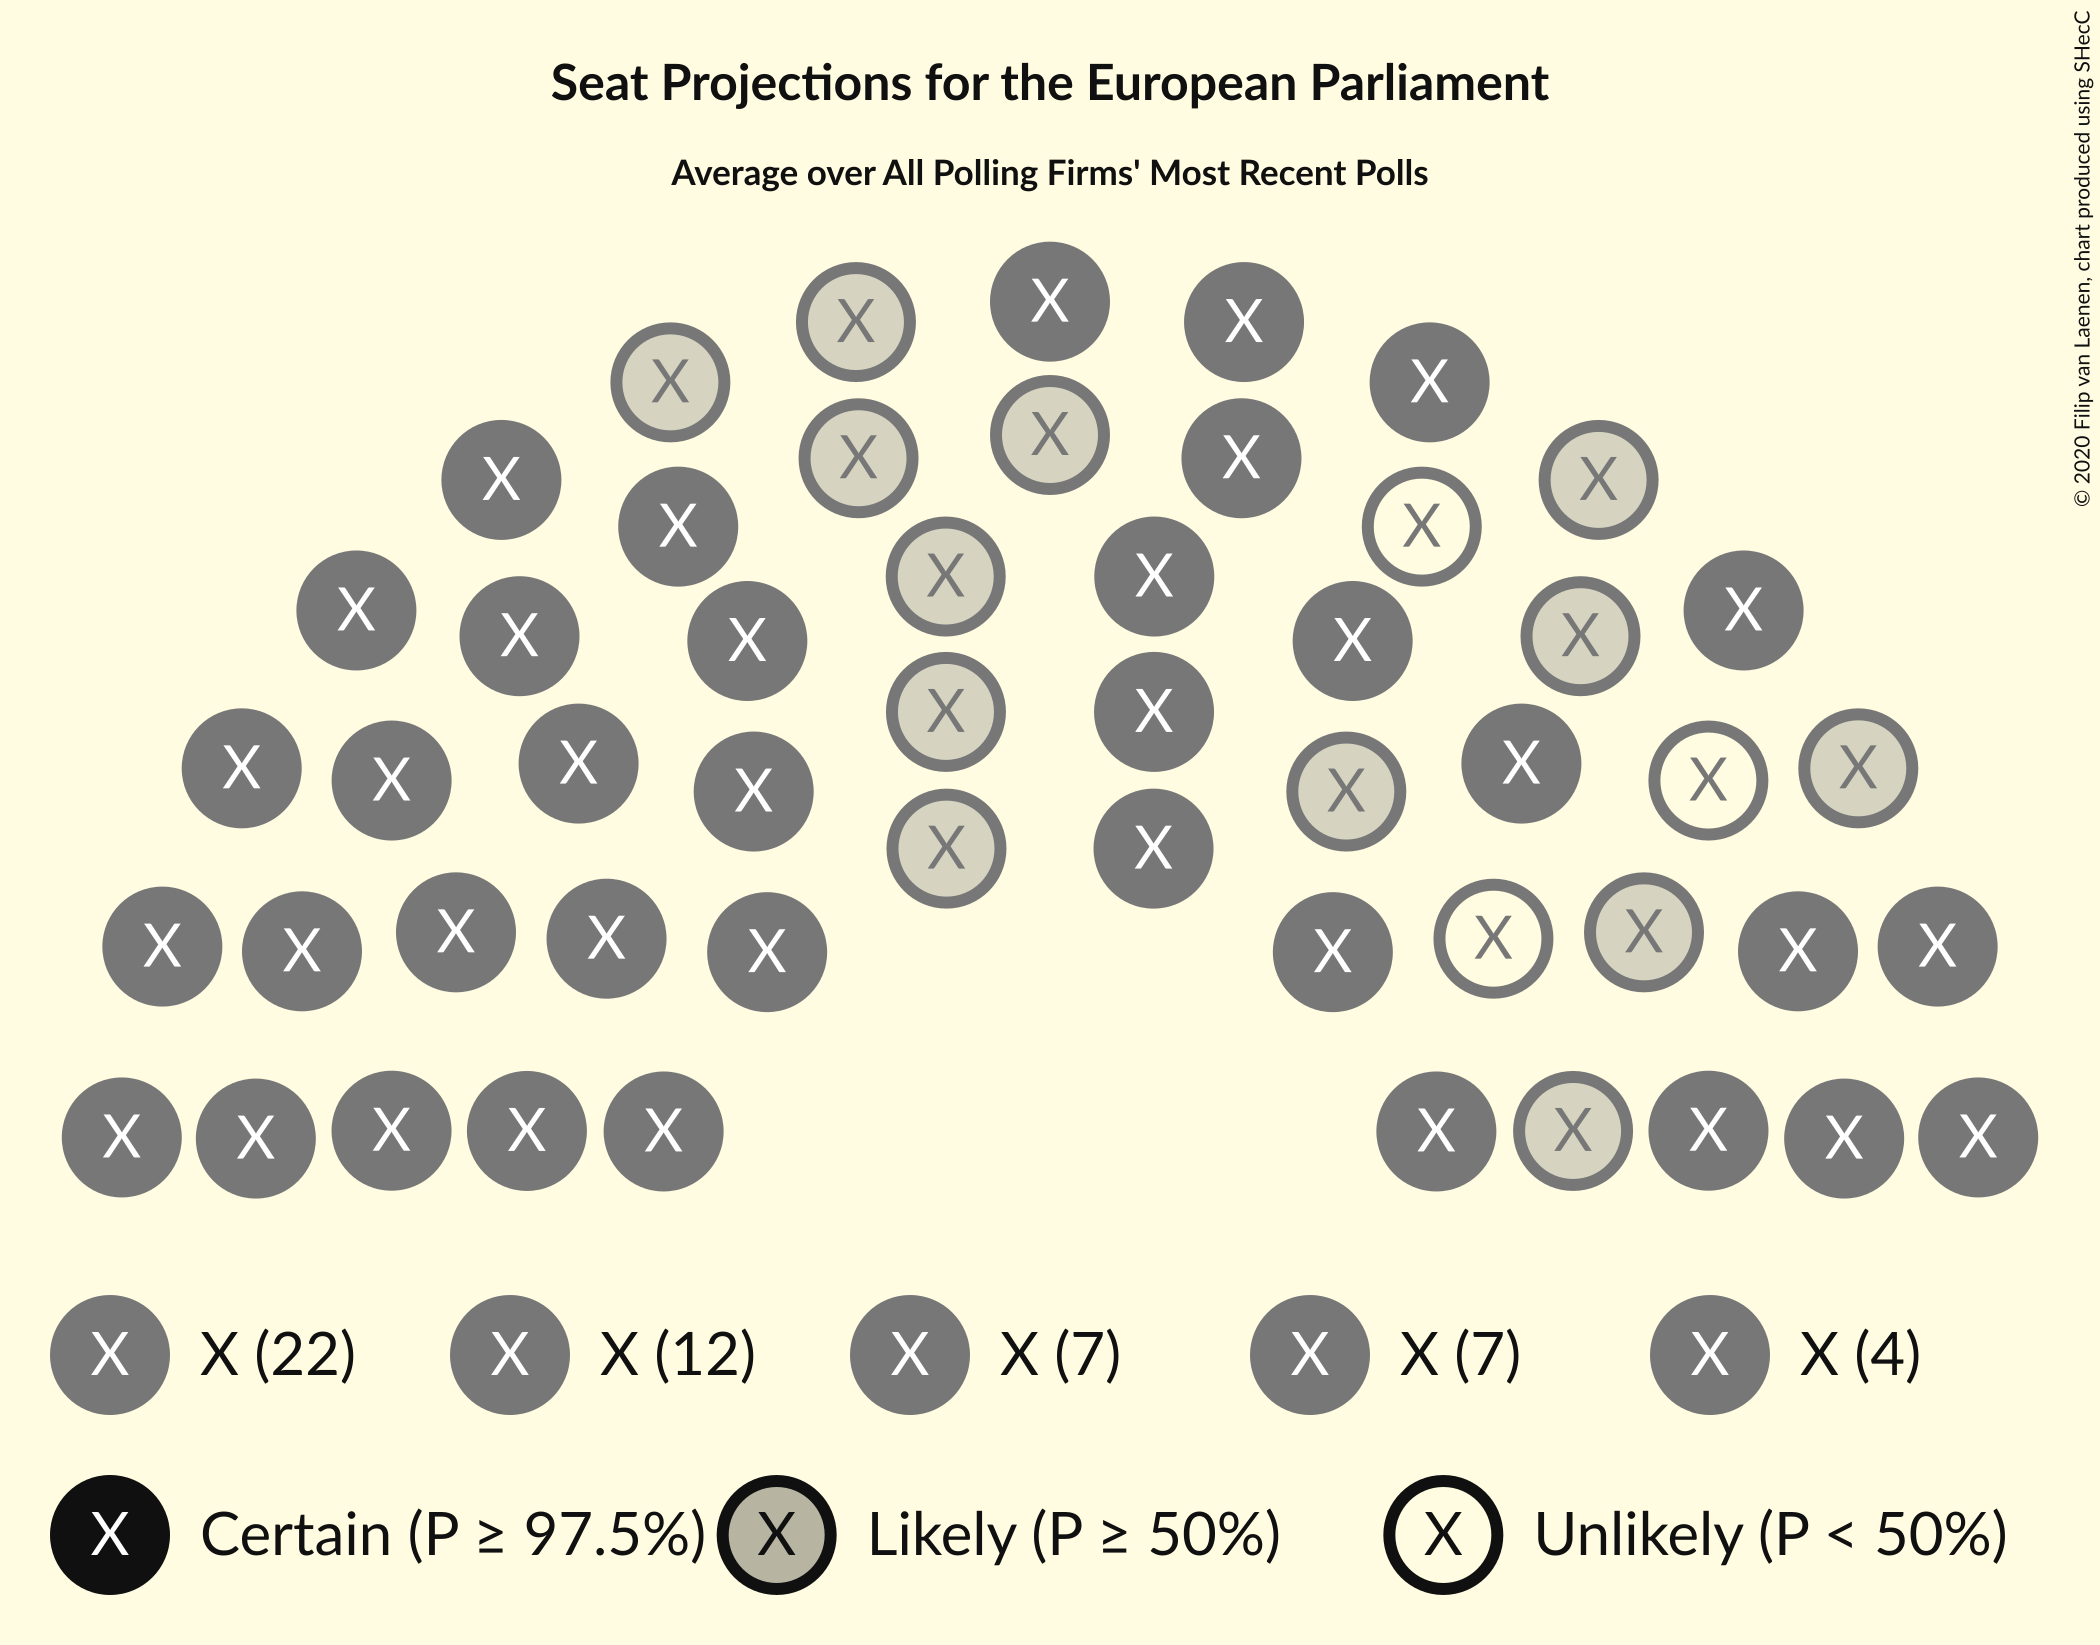 Seat Projections for the European Parliament
Average over All Polling Firms' Most Recent Polls
© 2020 Filip van Laenen, chart produced using SHecC
X
X X
X X
X
X X
X X
X X
X X
X X
X X X X
X X
X X X X X X X X
X X
X X X X X X X X X X
X X X X X X X X X X
X X (22) X X (12) X X (7) X X (7) X X (4)
X Certain (P ≥ 97.5%) X Likely (P ≥ 50%) X Unlikely (P < 50%)